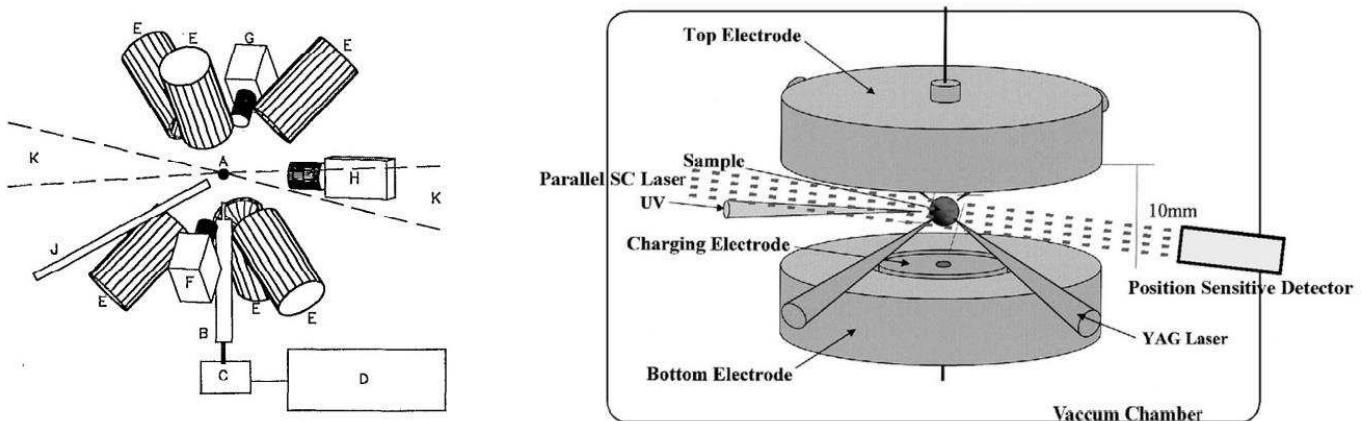 E
E
G
E
K
A
H
K
J
E
F
E
E
B
C
D
Top Electrode
Sample
Parallel SC Laser
UV
10mm
Charging Electrode
Position Sensitive Detector
YAG Laser
Bottom Electrode
Vaccum Chamber